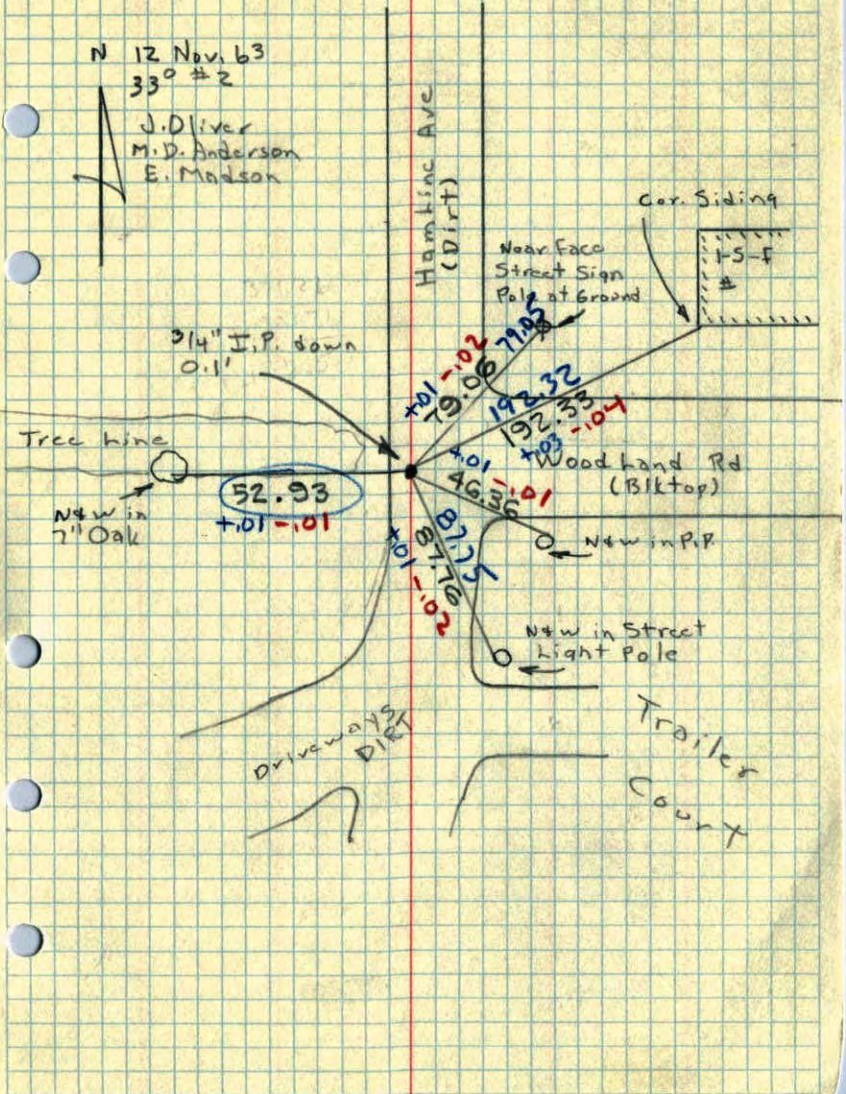 N 12 Nov. 63
33° #2
J. Oliver
M.D. Anderson
E. Madson
Hamline Ave
(Dirt)
Cor. Siding
1-S-F
#
Near Face
Street Sign
Pole at Ground
3/4" I.P. down
0.1'
+.01 -.02
79.06 79.05
192.32
192.33
+.03 -.04
Tree Line
Wood Land Rd
(Blktop)
+.01 -.01
46.36
52.93
+.01 -.01
N&W in
7" Oak
N&W in P.P.
87.75
87.76
+.01 -.02
N&W in Street
Light Pole
Driveways
DIRT
Trailer
Court